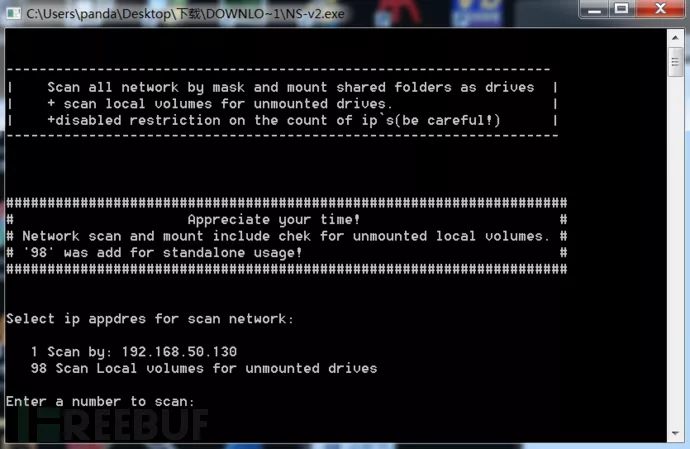 C:\Users\panda\Desktop\下载\DOWNLO~1\NS-v2.exe
-------------------------------------------------------------------
|    Scan all network by mask and mount shared folders as drives  |
|    + scan local volumes for unmounted drives.                   |
|    +disabled restriction on the count of ip`s(be careful!)      |
--------------------------------------------------------------------
####################################################################
#                     Appreciate your time!                        #
# Network scan and mount include chek for unmounted local volumes. #
# '98' was add for standalone usage!                               #
####################################################################
Select ip appdres for scan network:
1 Scan by: 192.168.50.130
98 Scan Local volumes for unmounted drives
Enter a number to scan:
FREEBUF